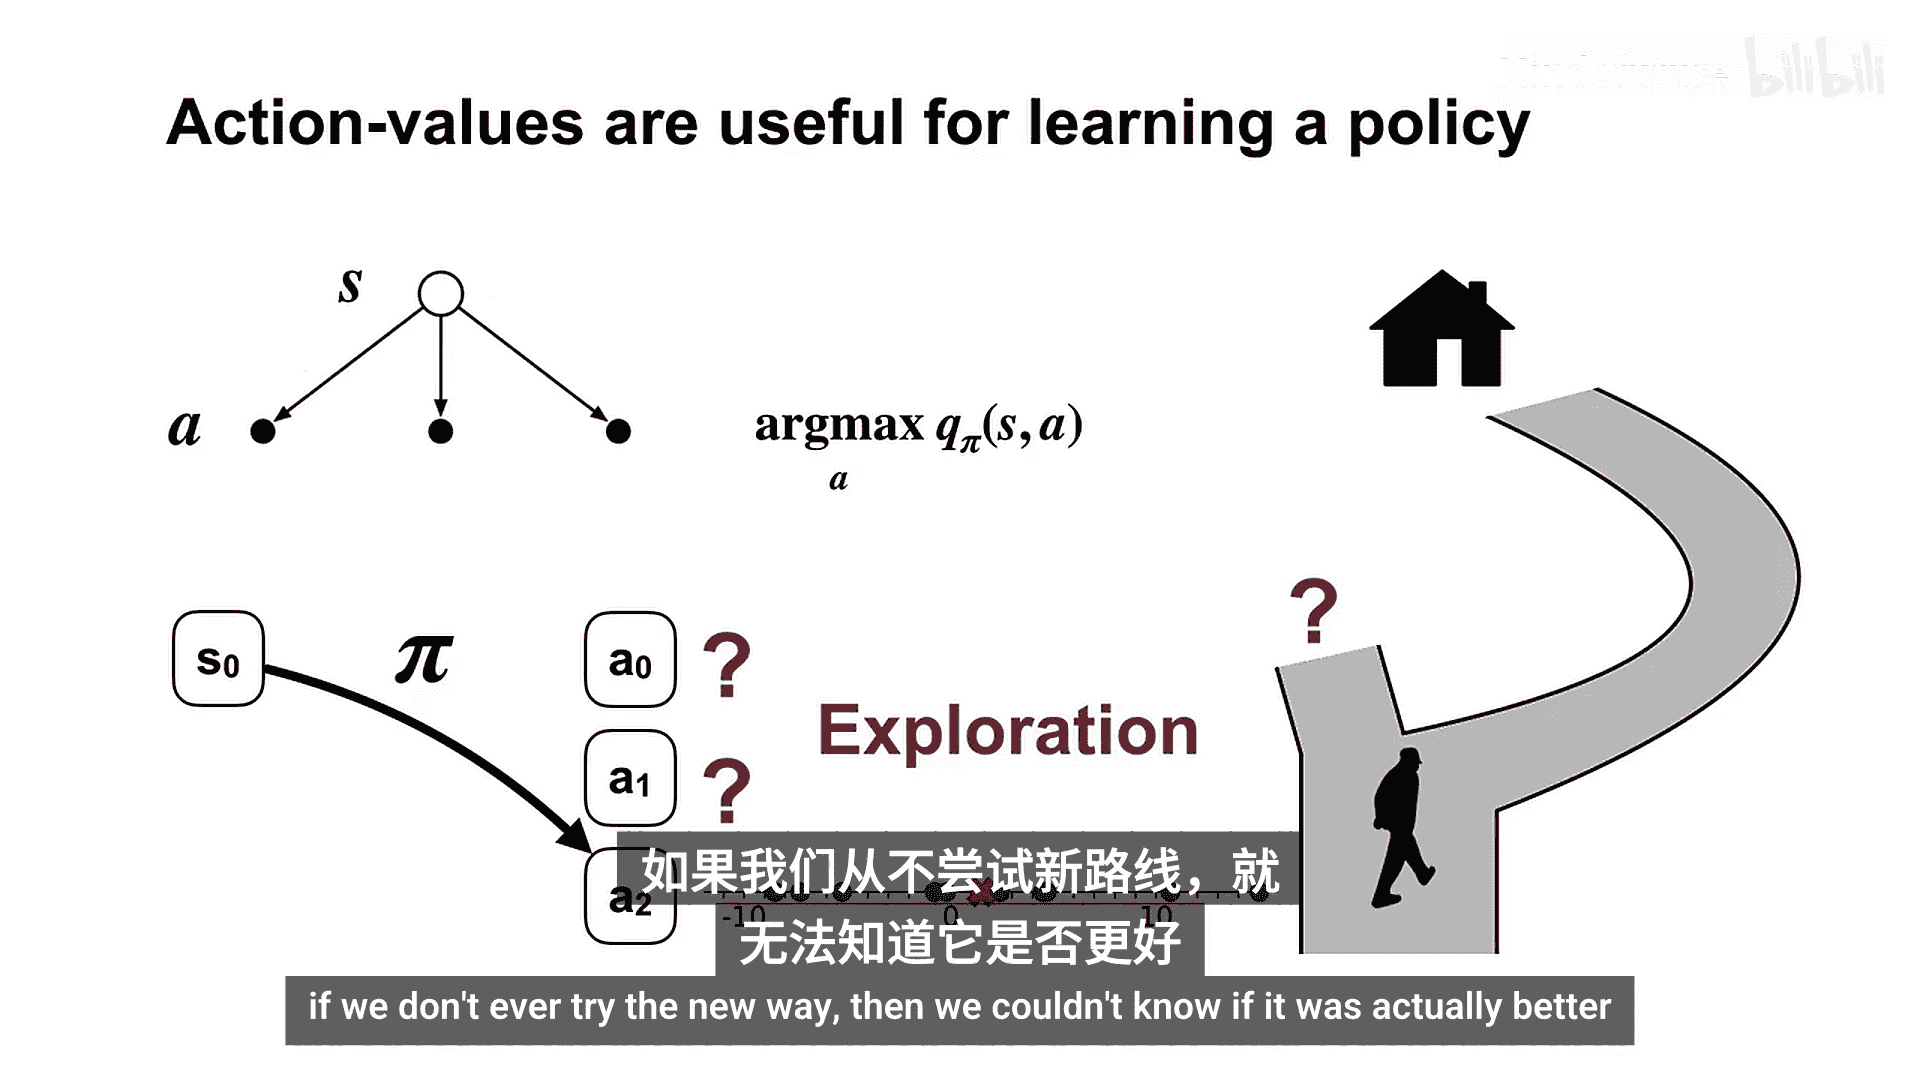 bilibili
Action-values are useful for learning a policy
s
a
argmax qπ(s, a)
a
s0
π
a0
?
a1
?
a2
Exploration
?
-10 0 10
如果我们从不尝试新路线，就
无法知道它是否更好
if we don't ever try the new way, then we couldn't know if it was actually better